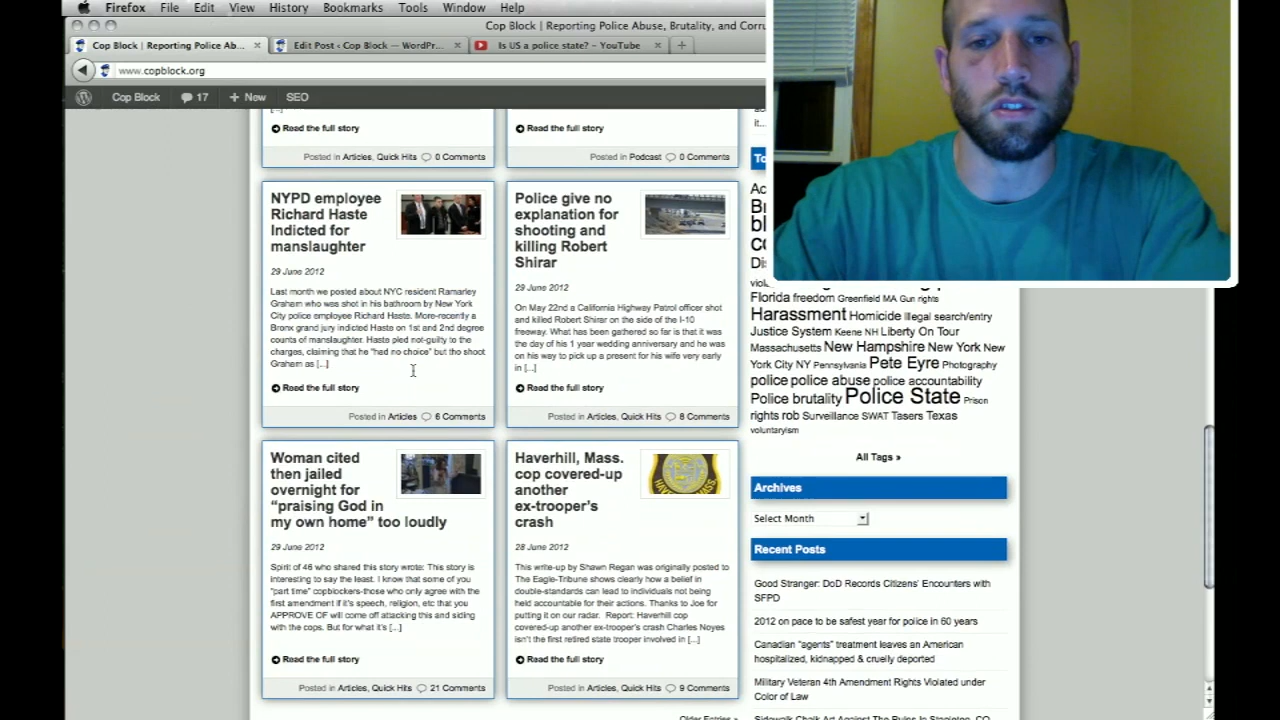 Firefox File Edit View History Bookmarks Tools Window Help
Cop Block | Reporting Police Abuse, Brutality, and Corru
Cop Block | Reporting Police Ab... Edit Post ‹ Cop Block — WordPr... Is US a police state? - YouTube
www.copblock.org
Cop Block 17 + New SEO
[...]
Read the full story
Posted in Articles, Quick Hits 0 Comments
Read the full story
Posted in Podcast 0 Comments
NYPD employee
Richard Haste
Indicted for
manslaughter
29 June 2012
Last month we posted about NYC resident Ramarley
Graham who was shot in his bathroom by New York
City police employee Richard Haste. More-recently a
Bronx grand jury indicted Haste on 1st and 2nd degree
counts of manslaughter. Haste pled not-guilty to the
charges, claiming that he "had no choice" but the shoot
Graham as [...]
Read the full story
Posted in Articles 6 Comments
Police give no
explanation for
shooting and
killing Robert
Shirar
29 June 2012
On May 22nd a California Highway Patrol officer shot
and killed Robert Shirar on the side of the I-10
freeway. What has been gathered so far is that it was
the day of his 1 year wedding anniversary and he was
on his way to pick up a present for his wife very early
in [...]
Read the full story
Posted in Articles, Quick Hits 8 Comments
Woman cited
then jailed
overnight for
“praising God in
my own home” too loudly
29 June 2012
Spirit of 46 who shared this story wrote: This story is
interesting to say the least. I know that some of you
"part time" copblockers-those who only agree with the
first amendment if it's speech, religion, etc that you
APPROVE OF will come off attacking this and siding
with the cops. But for what it's [...]
Read the full story
Posted in Articles, Quick Hits 21 Comments
Haverhill, Mass.
cop covered-up
another
ex-trooper's
crash
28 June 2012
This write-up by Shawn Regan was originally posted to
The Eagle-Tribune shows clearly how a belief in
double-standards can lead to individuals not being
held accountable for their actions. Thanks to Joe for
putting it on our radar. Report: Haverhill cop
covered-up another ex-trooper's crash Charles Noyes
isn't the first retired state trooper involved in [...]
Read the full story
Posted in Articles, Quick Hits 9 Comments
it...
Florida freedom Greenfield MA Gun rights
Harassment Homicide Illegal search/entry
Justice System Keene NH Liberty On Tour
Massachusetts New Hampshire New York New
York City NY Pennsylvania Pete Eyre Photography
police police abuse police accountability
Police brutality Police State Prison
rights rob Surveillance SWAT Tasers Texas
voluntaryism
All Tags »
Archives
Select Month
Recent Posts
Good Stranger: DoD Records Citizens' Encounters with
SFPD
2012 on pace to be safest year for police in 60 years
Canadian "agents" treatment leaves an American
hospitalized, kidnapped & cruelly deported
Military Veteran 4th Amendment Rights Violated under
Color of Law
Sidewalk Chalk Art Against The Rules In Stapleton, CO
Older Entries »